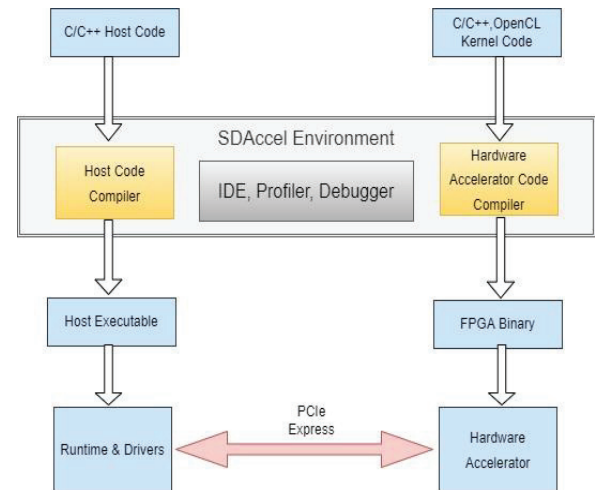 C/C++ Host Code
C/C++,OpenCL
Kernel Code
SDAccel Environment
Host Code
Compiler
IDE, Profiler, Debugger
Hardware
Accelerator Code
Compiler
Host Executable
FPGA Binary
PCIe
Express
Runtime & Drivers
Hardware
Accelerator